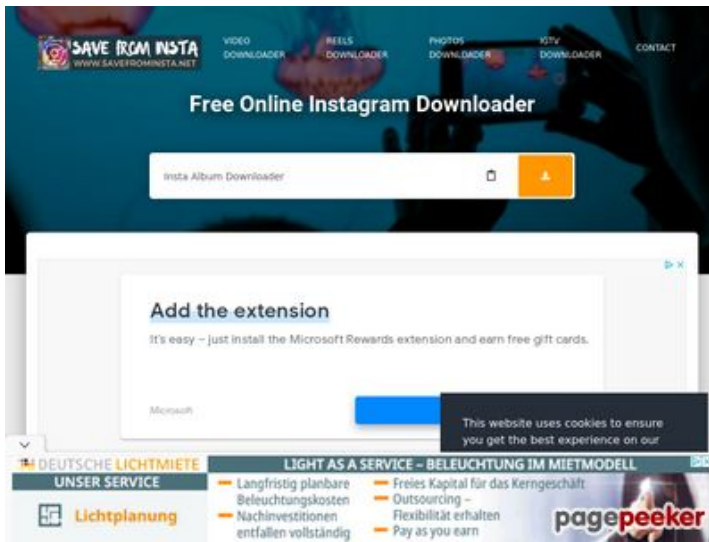 SAVE FROM INSTA
WWW.SAVEFROMINSTA.NET
VIDEO
DOWNLOADER
REELS
DOWNLOADER
PHOTOS
DOWNLOADER
IGTV
DOWNLOADER
CONTACT
Free Online Instagram Downloader
Insta Album Downloader
Add the extension
It's easy – just install the Microsoft Rewards extension and earn free gift cards.
Microsoft
This website uses cookies to ensure
you get the best experience on our
DEUTSCHE LICHTMIETE
UNSER SERVICE
Lichtplanung
LIGHT AS A SERVICE – BELEUCHTUNG IM MIETMODELL
Langfristig planbare
Beleuchtungskosten
Nachinvestitionen
entfallen vollständig
Freies Kapital für das Kerngeschäft
Outsourcing –
Flexibilität erhalten
Pay as you earn
pagepeeker